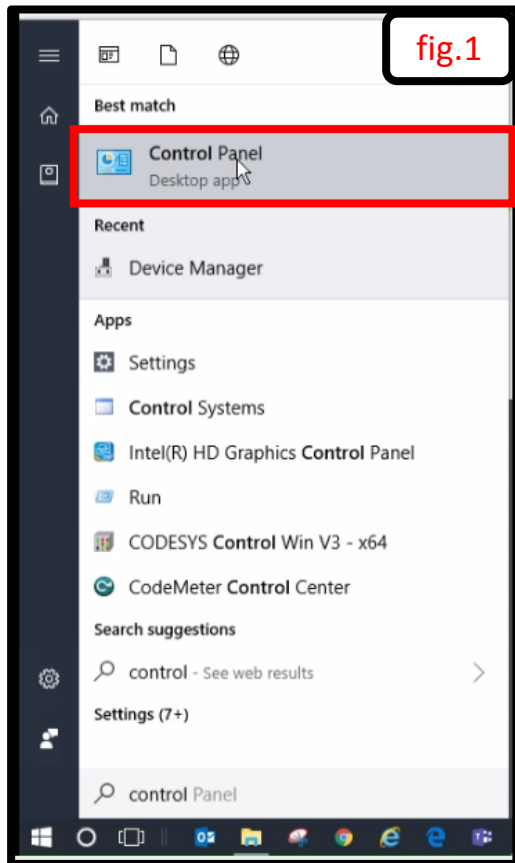 fig.1
Best match
Control Panel
Desktop app
Recent
Device Manager
Apps
Settings
Control Systems
Intel(R) HD Graphics Control Panel
Run
CODESYS Control Win V3 - x64
CodeMeter Control Center
Search suggestions
control - See web results
Settings (7+)
control Panel